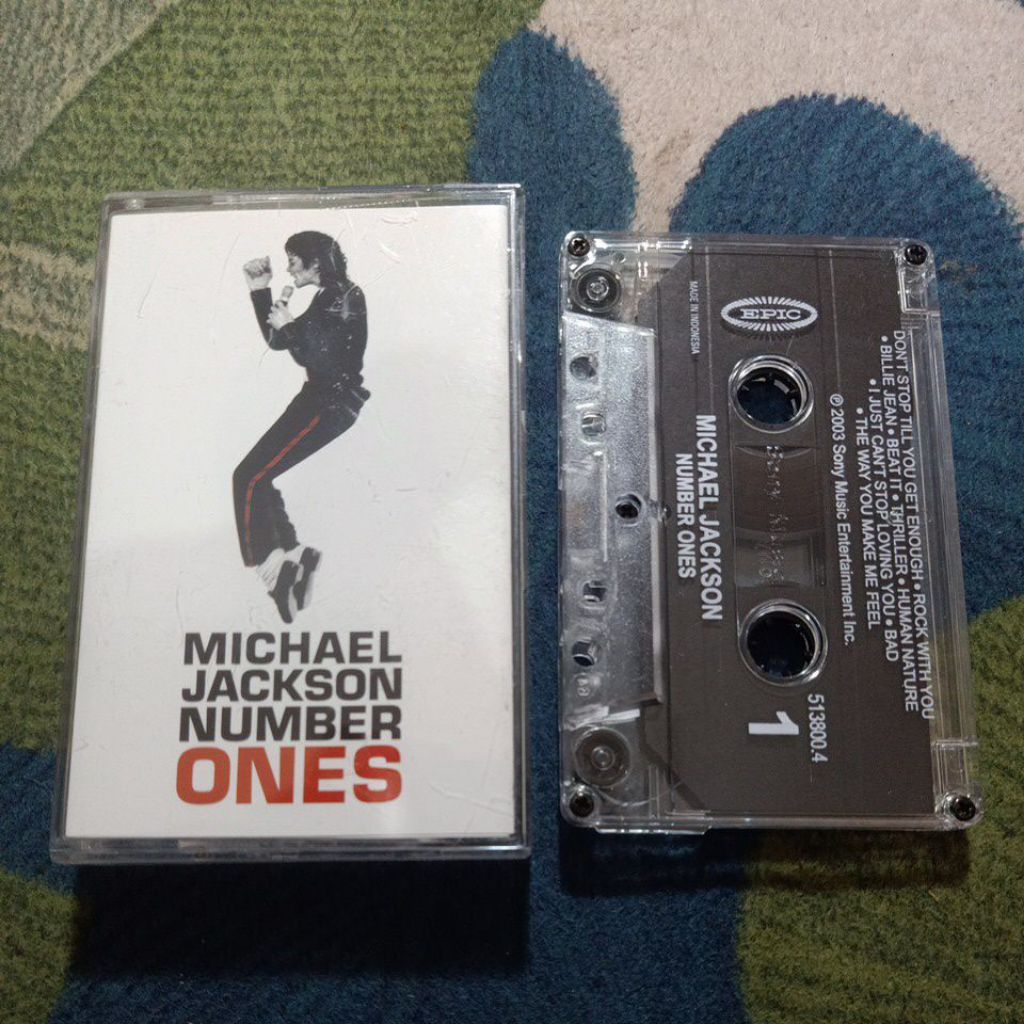 MICHAEL
JACKSON
NUMBER
ONES
EPIC
MADE IN INDONESIA
DON'T STOP TILL YOU GET ENOUGH • ROCK WITH YOU
• BILLIE JEAN • BEAT IT • THRILLER • HUMAN NATURE
• I JUST CAN'T STOP LOVING YOU • BAD
• THE WAY YOU MAKE ME FEEL
℗ 2003 Sony Music Entertainment Inc.
MICHAEL JACKSON
NUMBER ONES
513800.4
1